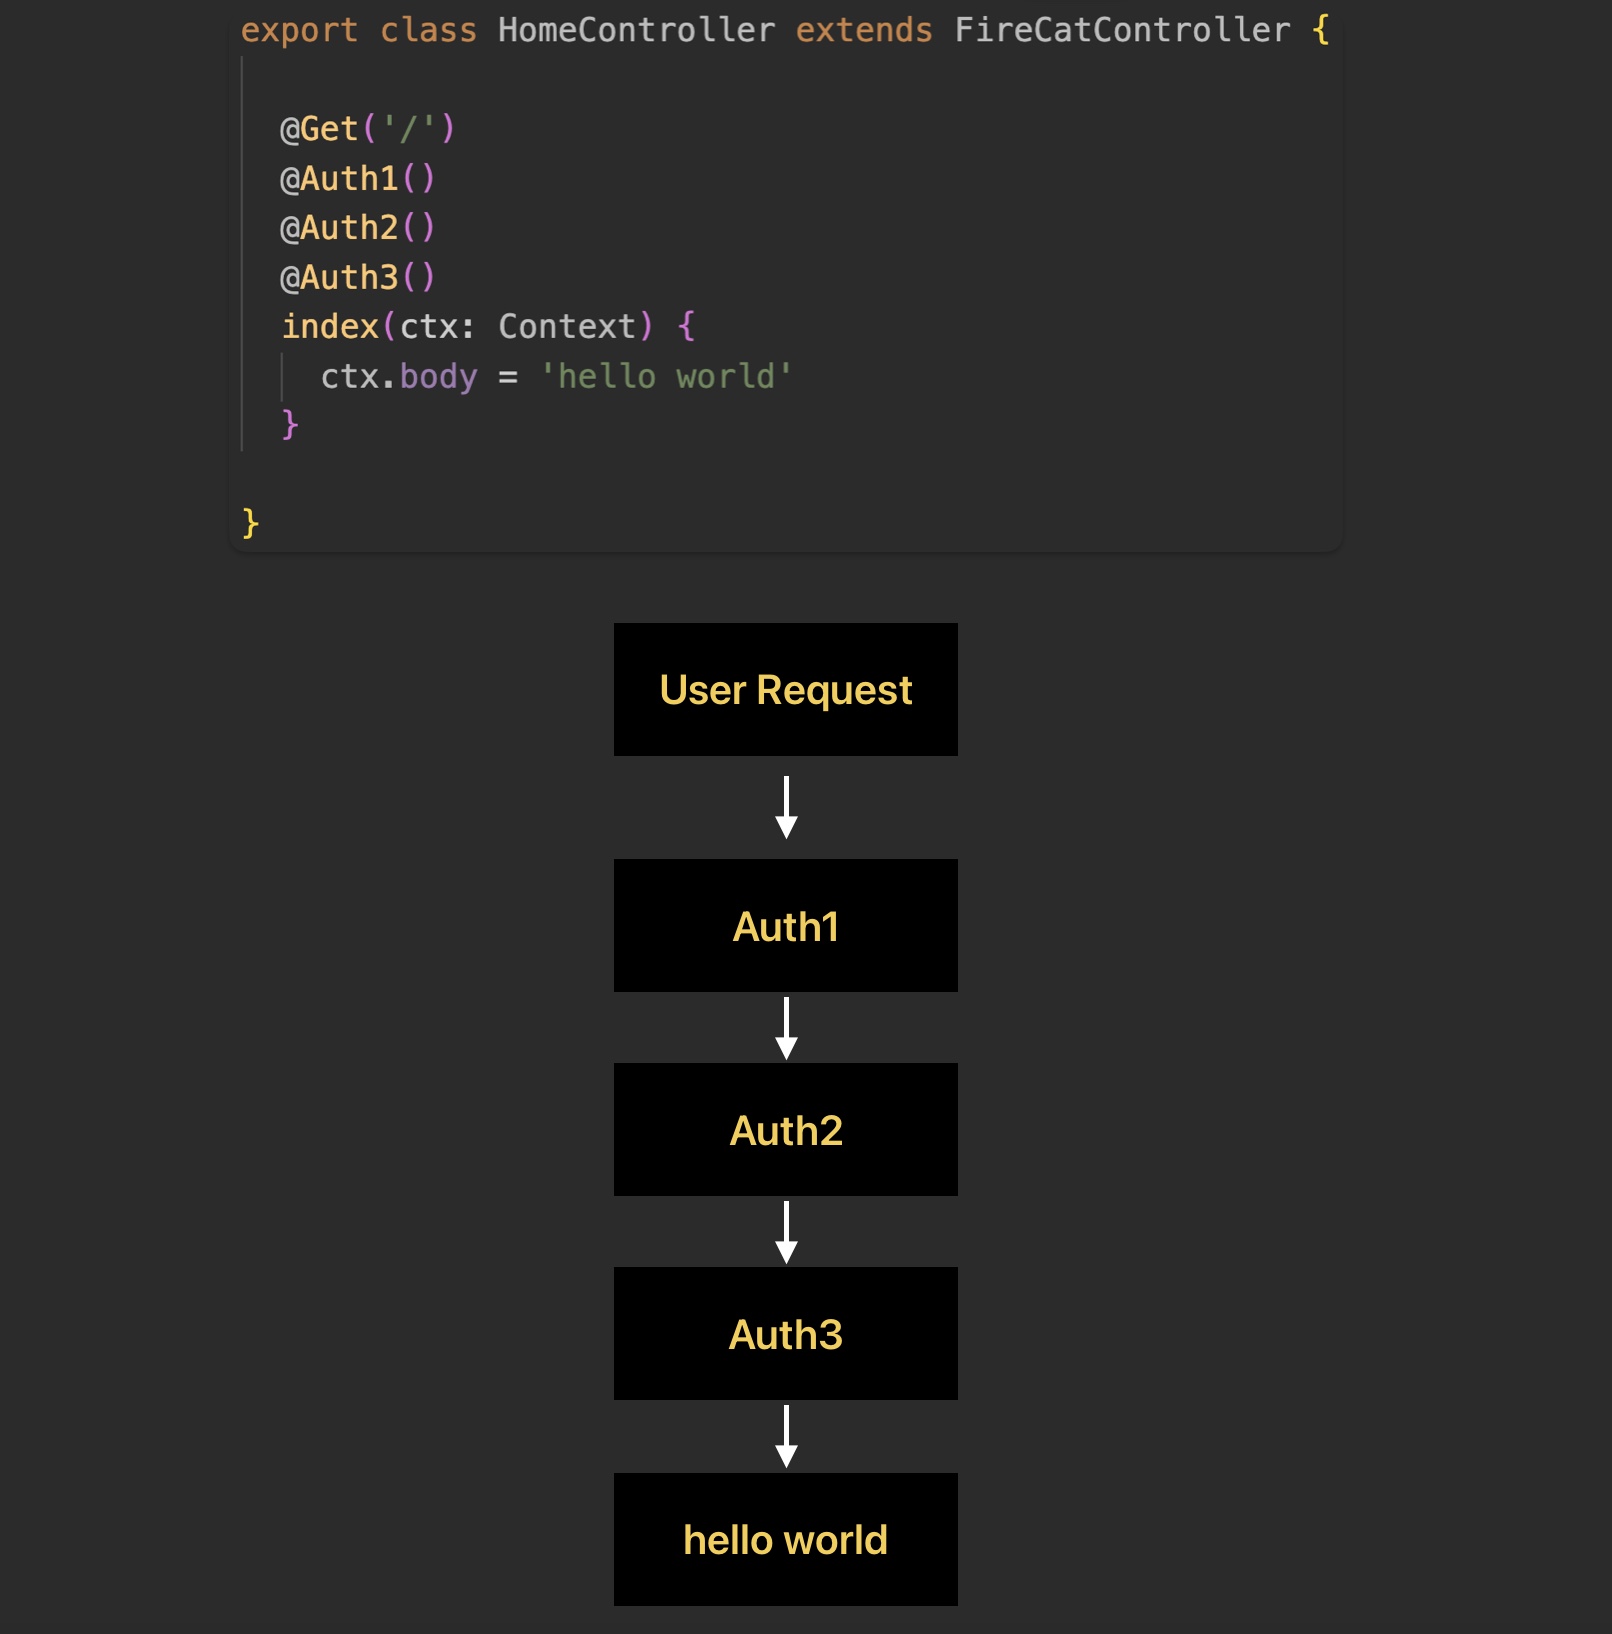 export class HomeController extends FireCatController {
@Get('/')
@Auth1()
@Auth2()
@Auth3()
index(ctx: Context) {
ctx.body = 'hello world'
}
}
User Request
Auth1
Auth2
Auth3
hello world